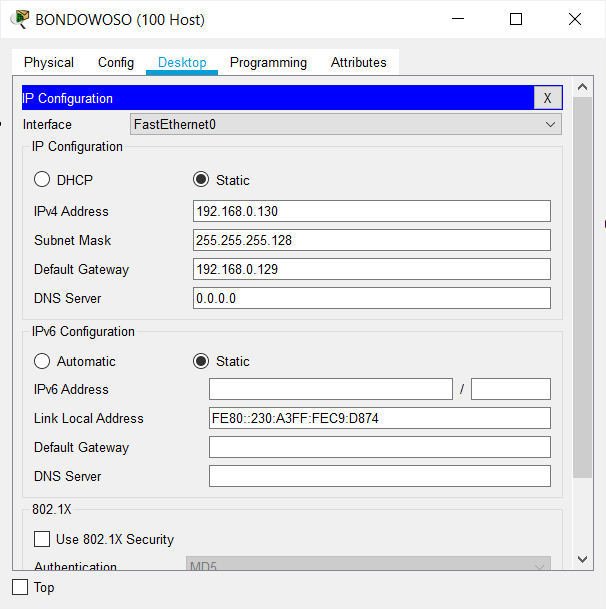 BONDOWOSO (100 Host)
Physical Config Desktop Programming Attributes
IP Configuration X
Interface FastEthernet0
IP Configuration
DHCP Static
IPv4 Address 192.168.0.130
Subnet Mask 255.255.255.128
Default Gateway 192.168.0.129
DNS Server 0.0.0.0
IPv6 Configuration
Automatic Static
IPv6 Address /
Link Local Address FE80::230:A3FF:FEC9:D874
Default Gateway
DNS Server
802.1X
Use 802.1X Security
Authentication MD5
Top